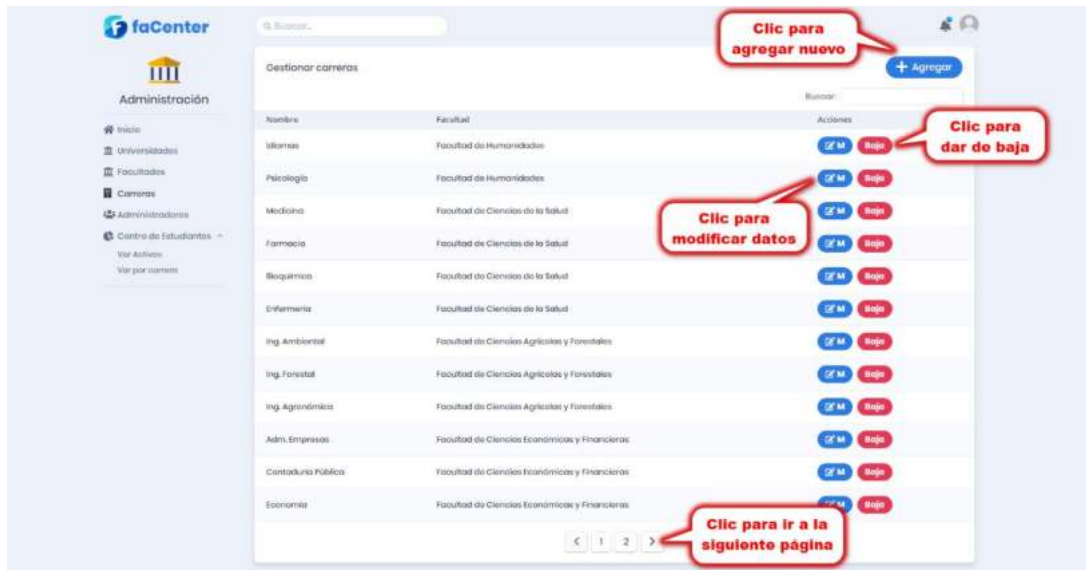 faCenter
Buscar...
Clic para
agregar nuevo
Gestionar carreras
+ Agregar
Administración
Buscar:
Nombre Facultad Acciones
Clic para
dar de baja
Inicio
Universidades
Facultades
Carreras
Administradores
Centro de Estudiantes
Ver Activos
Ver por carrera
Idiomas Facultad de Humanidades M Baja
Psicología Facultad de Humanidades M Baja
Clic para
modificar datos
Medicina Facultad de Ciencias de la Salud M Baja
Farmacia Facultad de Ciencias de la Salud M Baja
Bioquímica Facultad de Ciencias de la Salud M Baja
Enfermería Facultad de Ciencias de la Salud M Baja
Ing. Ambiental Facultad de Ciencias Agrícolas y Forestales M Baja
Ing. Forestal Facultad de Ciencias Agrícolas y Forestales M Baja
Ing. Agronómica Facultad de Ciencias Agrícolas y Forestales M Baja
Adm. Empresas Facultad de Ciencias Económicas y Financieras M Baja
Contaduría Pública Facultad de Ciencias Económicas y Financieras M Baja
Economía Facultad de Ciencias Económicas y Financieras M Baja
Clic para ir a la
siguiente página
< 1 2 >